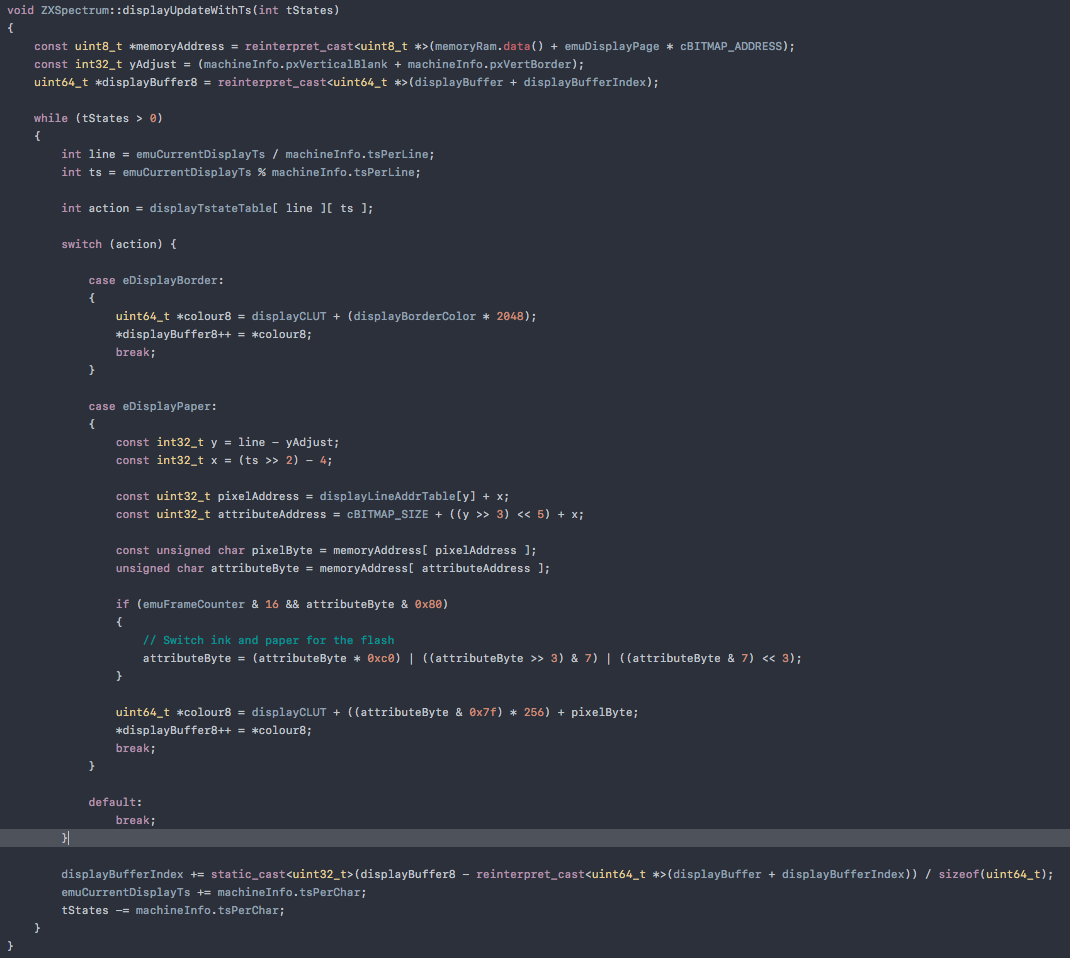 void ZXSpectrum::displayUpdateWithTs(int tStates)
{
    const uint8_t *memoryAddress = reinterpret_cast<uint8_t *>(memoryRam.data() + emuDisplayPage * cBITMAP_ADDRESS);
    const int32_t yAdjust = (machineInfo.pxVerticalBlank + machineInfo.pxVertBorder);
    uint64_t *displayBuffer8 = reinterpret_cast<uint64_t *>(displayBuffer + displayBufferIndex);

    while (tStates > 0)
    {
        int line = emuCurrentDisplayTs / machineInfo.tsPerLine;
        int ts = emuCurrentDisplayTs % machineInfo.tsPerLine;

        int action = displayTstateTable[ line ][ ts ];

        switch (action) {

            case eDisplayBorder:
            {
                uint64_t *colour8 = displayCLUT + (displayBorderColor * 2048);
                *displayBuffer8++ = *colour8;
                break;
            }

            case eDisplayPaper:
            {
                const int32_t y = line - yAdjust;
                const int32_t x = (ts >> 2) - 4;

                const uint32_t pixelAddress = displayLineAddrTable[y] + x;
                const uint32_t attributeAddress = cBITMAP_SIZE + ((y >> 3) << 5) + x;

                const unsigned char pixelByte = memoryAddress[ pixelAddress ];
                unsigned char attributeByte = memoryAddress[ attributeAddress ];

                if (emuFrameCounter & 16 && attributeByte & 0x80)
                {
                    // Switch ink and paper for the flash
                    attributeByte = (attributeByte * 0xc0) | ((attributeByte >> 3) & 7) | ((attributeByte & 7) << 3);
                }

                uint64_t *colour8 = displayCLUT + ((attributeByte & 0x7f) * 256) + pixelByte;
                *displayBuffer8++ = *colour8;
                break;
            }

            default:
                break;
        }

        displayBufferIndex += static_cast<uint32_t>(displayBuffer8 - reinterpret_cast<uint64_t *>(displayBuffer + displayBufferIndex)) / sizeof(uint64_t);
        emuCurrentDisplayTs += machineInfo.tsPerChar;
        tStates -= machineInfo.tsPerChar;
    }
}